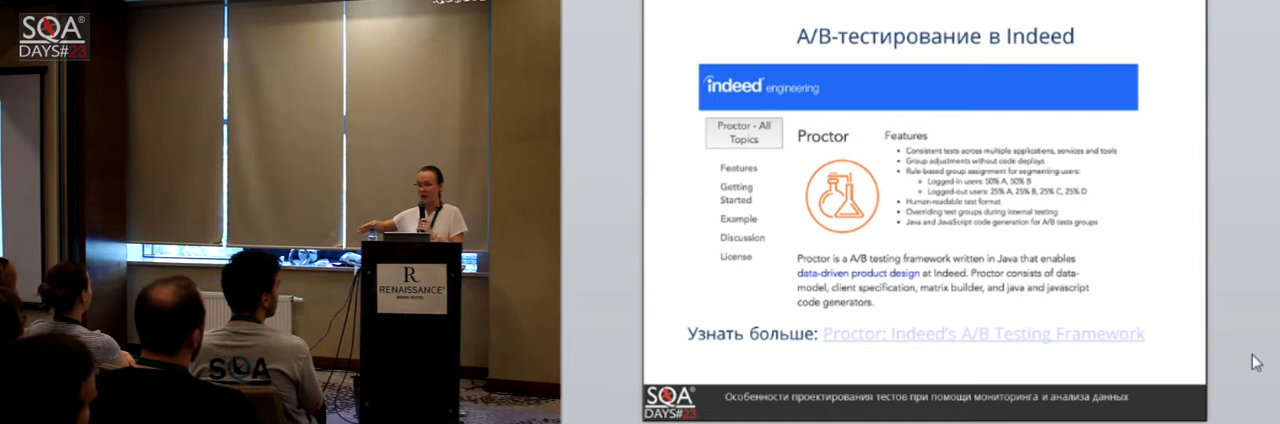 SQA®
DAYS#23
R
RENAISSANCE®
MINSK HOTEL
SQA
A/B-тестирование в Indeed
indeed engineering
Proctor - All
Topics
Features
Getting
Started
Example
Discussion
License
Proctor
Features
Consistent tests across multiple applications, services and tools
Group adjustments without code deploys
Rule-based group assignment for segmenting users:
Logged-in users: 50% A, 50% B
Logged-out users: 25% A, 25% B, 25% C, 25% D
Human-readable test format
Overriding test groups during internal testing
Java and JavaScript code generation for A/B tests groups
Proctor is a A/B testing framework written in Java that enables
data-driven product design at Indeed. Proctor consists of data-
model, client specification, matrix builder, and java and javascript
code generators.
Узнать больше: Proctor: Indeed's A/B Testing Framework
SQA®
DAYS#23
Особенности проектирования тестов при помощи мониторинга и анализа данных